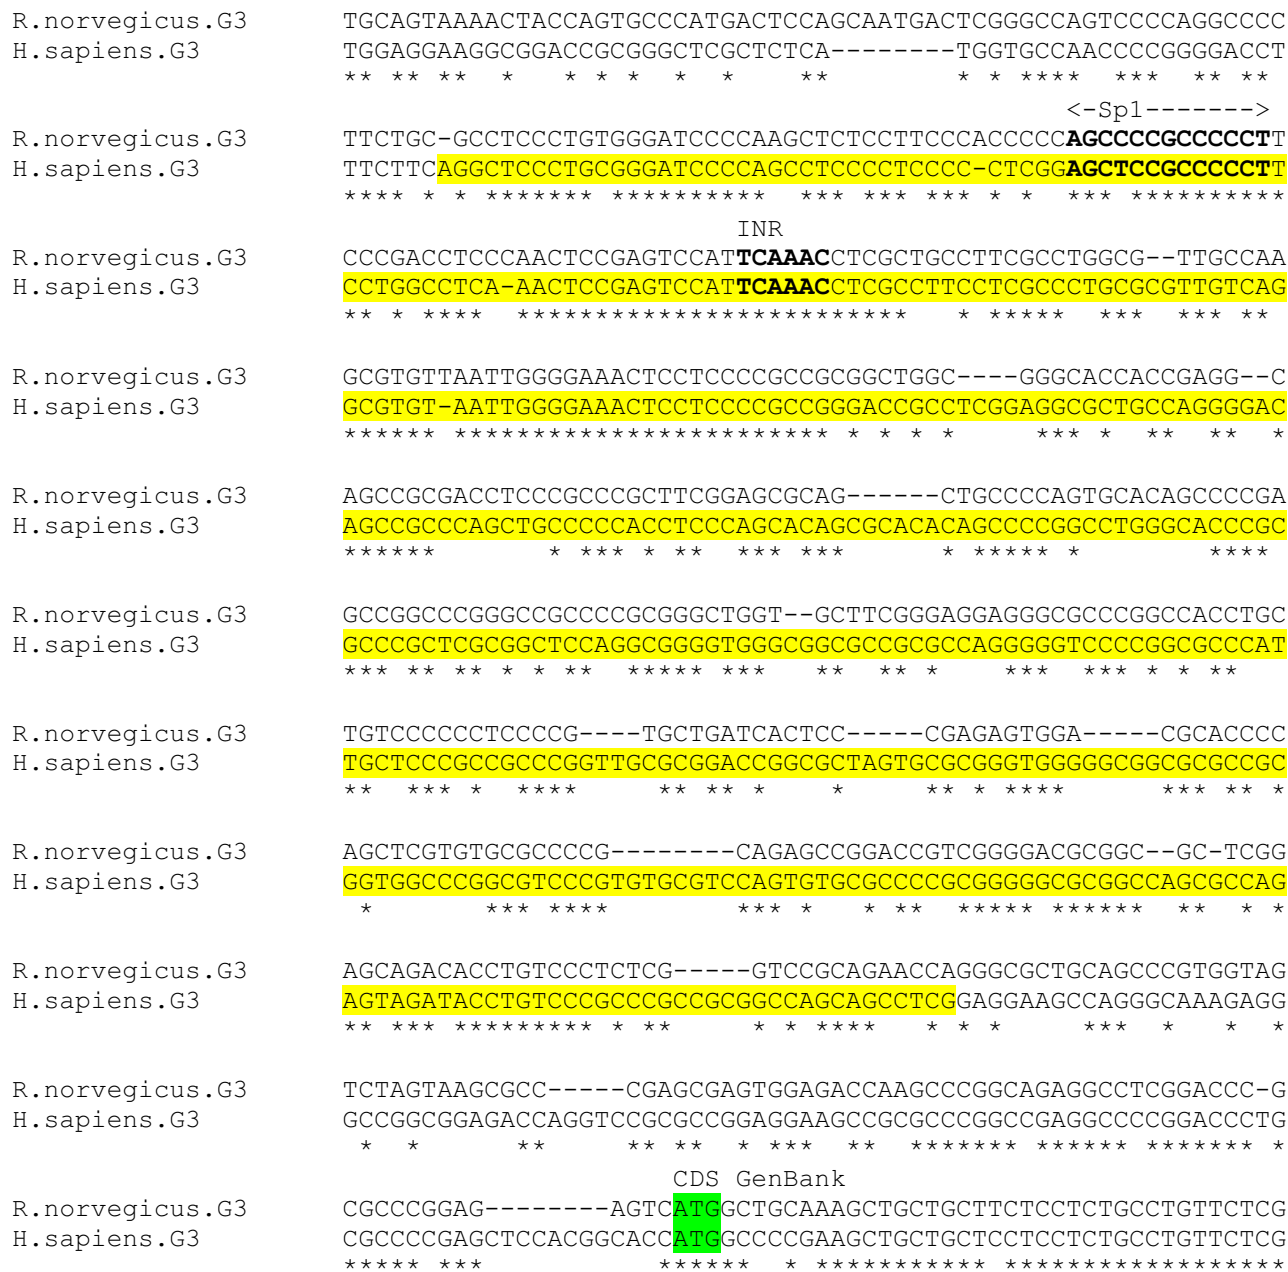 R.norvegicus.G3 TGCAGTAAAACTACCAGTGCCCATGACTCCAGCAATGACTCGGGCCAGTCCCCAGGCCCC
H.sapiens.G3 TGGAGGAAGGCGGACCGCGGGCTCGCTCTCA--------TGGTGCCAACCCCGGGGACCT
** ** ** * * * * * * ** * * **** *** ** **
<-Sp1------->
R.norvegicus.G3 TTCTGC-GCCTCCCTGTGGGATCCCCAAGCTCTCCTTCCCACCCCCAGCCCCGCCCCCTT
H.sapiens.G3 TTCTTCAGGCTCCCTGCGGGATCCCCAGCCTCCCCTCCCC-CTCGGAGCTCCGCCCCCTT
**** * * ******* ********** *** *** *** * * *** **********
INR
R.norvegicus.G3 CCCGACCTCCCAACTCCGAGTCCATTCAAACCTCGCTGCCTTCGCCTGGCG--TTGCCAA
H.sapiens.G3 CCTGGCCTCA-AACTCCGAGTCCATTCAAACCTCGCCTTCCTCGCCCTGCGCGTTGTCAG
** * **** ************************* * ***** *** *** **
R.norvegicus.G3 GCGTGTTAATTGGGGAAACTCCTCCCCGCCGCGGCTGGC----GGGCACCACCGAGG--C
H.sapiens.G3 GCGTGT-AATTGGGGAAACTCCTCCCCGCCGGGACCGCCTCGGAGGCGCTGCCAGGGGAC
****** ************************ * * * * *** * ** ** *
R.norvegicus.G3 AGCCGCGACCTCCCGCCCGCTTCGGAGCGCAG------CTGCCCCAGTGCACAGCCCCGA
H.sapiens.G3 AGCCGCCCAGCTGCCCCCACCTCCCAGCACAGCGCACACAGCCCCGGCCTGGGCACCCGC
****** * *** * ** *** *** * ***** * ****
R.norvegicus.G3 GCCGGCCCGGGCCGCCCCGCGGGCTGGT--GCTTCGGGAGGAGGGCGCCCGGCCACCTGC
H.sapiens.G3 GCCCGCTCGCGGCTCCAGGCGGGGTGGGCGGCGCCGCGCCAGGGGGTCCCCGGCGCCCAT
*** ** ** * * ** ***** *** ** ** * *** *** * * **
R.norvegicus.G3 TGTCCCCCCTCCCCG----TGCTGATCACTCC-----CGAGAGTGGA-----CGCACCCC
H.sapiens.G3 TGCTCCCGCCGCCCGGTTGCGCGGACCGGCGCTAGTGCGCGGGTGGGGGCGGCGCGCCGC
** *** * **** ** ** * * ** * **** *** ** *
R.norvegicus.G3 AGCTCGTGTGCGCCCCG--------CAGAGCCGGACCGTCGGGGACGCGGC--GC-TCGG
H.sapiens.G3 GGTGGCCCGGCGTCCCGTGTGCGTCCAGTGTGCGCCCCGCGGGGGCGCGGCCAGCGCCAG
* *** **** *** * * ** ***** ****** ** * *
R.norvegicus.G3 AGCAGACACCTGTCCCTCTCG-----GTCCGCAGAACCAGGGCGCTGCAGCCCGTGGTAG
H.sapiens.G3 AGTAGATACCTGTCCCGCCCGCCGCGGCCAGCAGCCTCGGAGGAAGCCAGGGCAAAGAGG
** *** ********* * ** * * **** * * * *** * * *
R.norvegicus.G3 TCTAGTAAGCGCC-----CGAGCGAGTGGAGACCAAGCCCGGCAGAGGCCTCGGACCC-G
H.sapiens.G3 GCCGGCGGAGACCAGGTCCGCGCCGGAGGAAGCCGCGCCCGGCCGAGGCCCCGGACCCTG
* * ** ** ** * *** ** ******* ****** ******* *
CDS GenBank
R.norvegicus.G3 CGCCCGGAG--------AGTCATGGCTGCAAAGCTGCTGCTTCTCCTCTGCCTGTTCTCG
H.sapiens.G3 CGCCCCGAGCTCCACGGCACCATGGCCCCGAAGCTGCTGCTCCTCCTCTGCCTGTTCTCG
***** *** ****** * *********** ******************